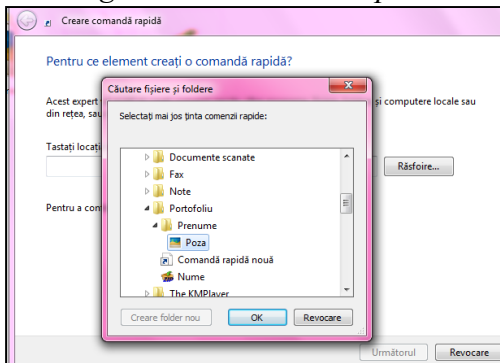 Creare comandă rapidă
Pentru ce element creați o comandă rapidă?
Căutare fișiere și foldere
Acest expert
și computere locale sau
din rețea, sau
Selectați mai jos ținta comenzii rapide:
Tastați locați
Documente scanate
Răsfoire...
Fax
Note
Portofoliu
Pentru a con
Prenume
Poza
Comandă rapidă nouă
Nume
The KMPlayer
Creare folder nou
OK
Revocare
Următorul
Revocare